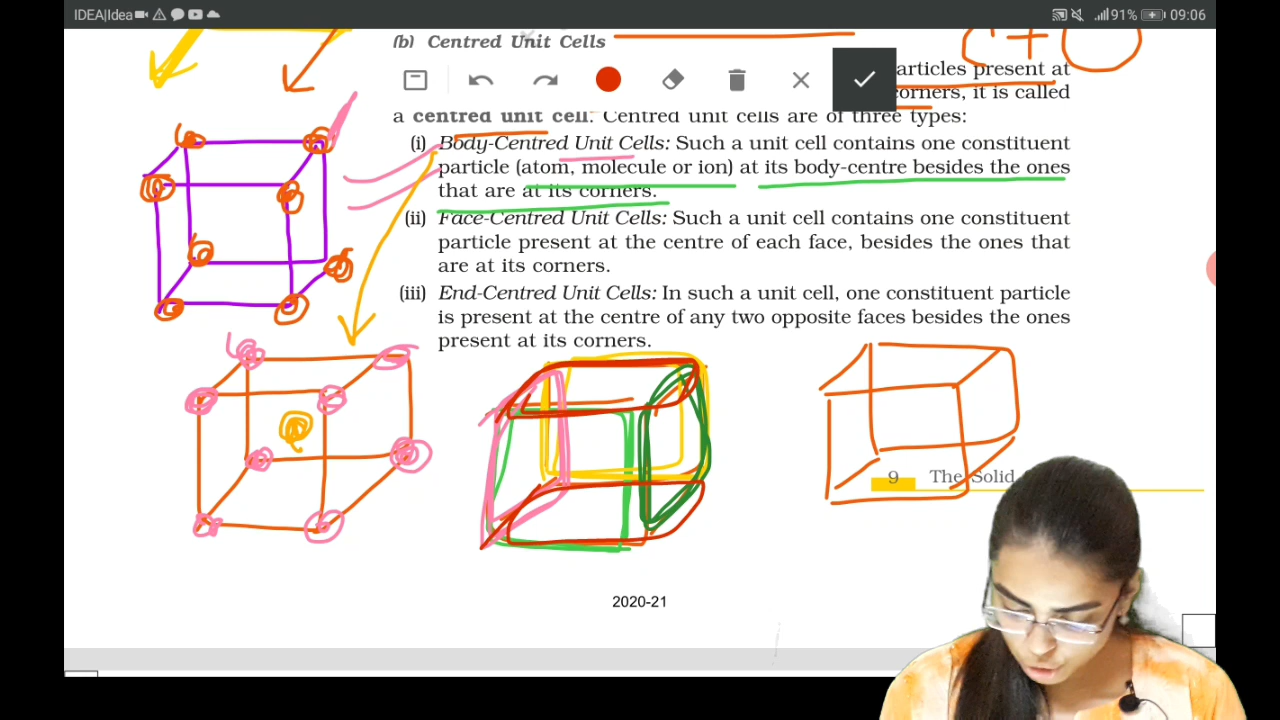 IDEA|Idea 91% 09:06
(b) Centred Unit Cells
articles present at
corners, it is called
a centred unit cell. Centred unit cells are of three types:
(i) Body-Centred Unit Cells: Such a unit cell contains one constituent
particle (atom, molecule or ion) at its body-centre besides the ones
that are at its corners.
(ii) Face-Centred Unit Cells: Such a unit cell contains one constituent
particle present at the centre of each face, besides the ones that
are at its corners.
(iii) End-Centred Unit Cells: In such a unit cell, one constituent particle
is present at the centre of any two opposite faces besides the ones
present at its corners.
9 The Solid
2020-21